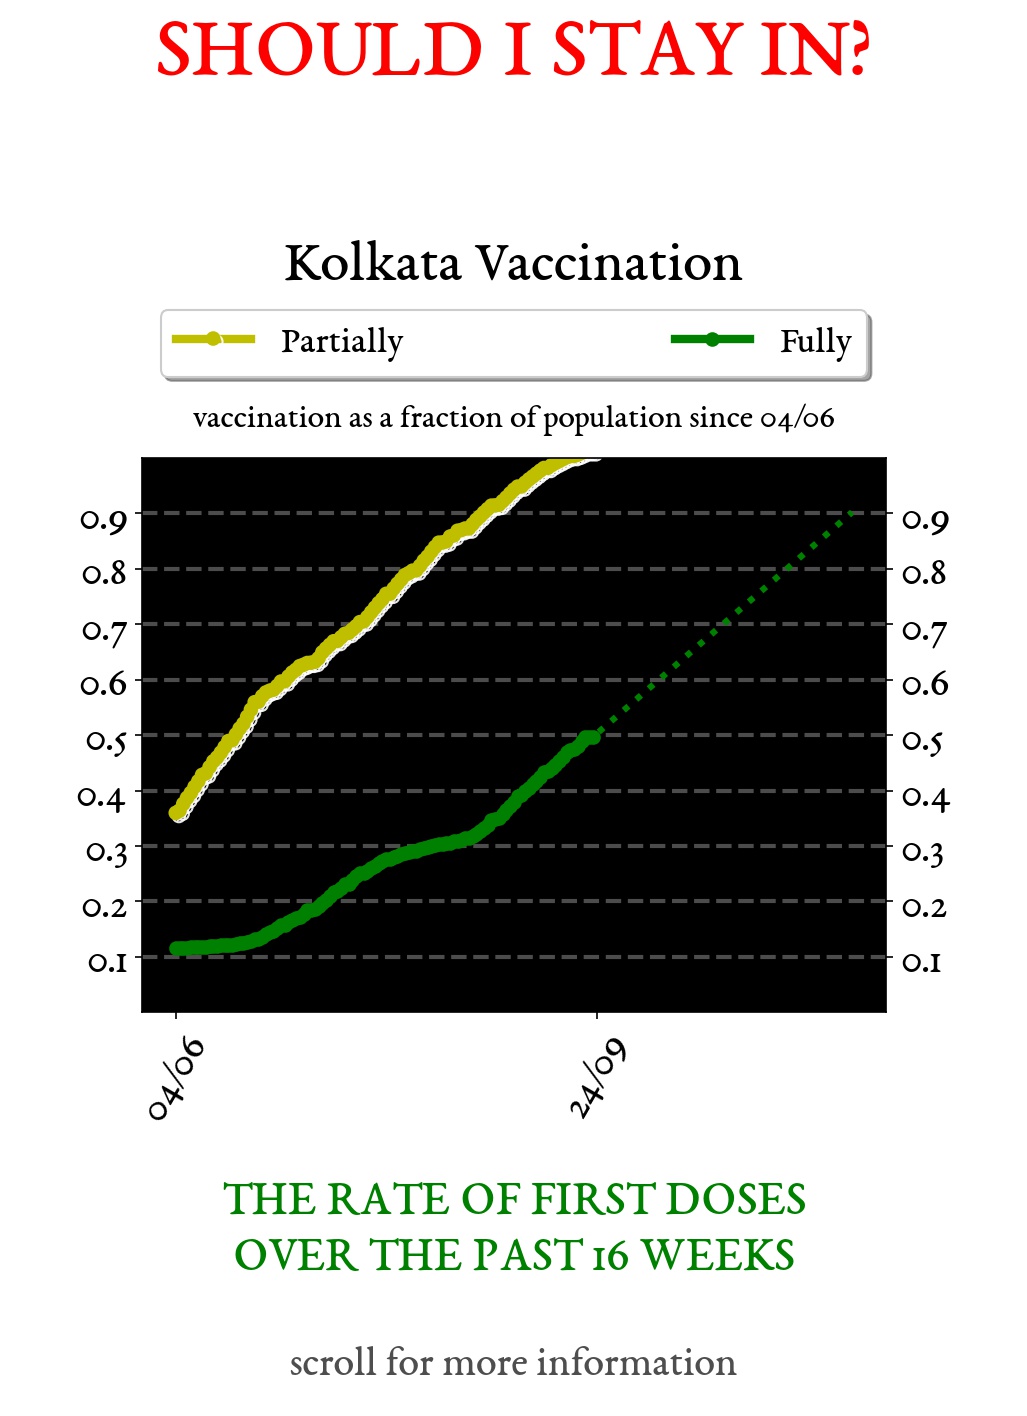 SHOULD I STAY IN?
Kolkata Vaccination
Partially Fully
vaccination as a fraction of population since 04/06
0.9 0.9
0.8 0.8
0.7 0.7
0.6 0.6
0.5 0.5
0.4 0.4
0.3 0.3
0.2 0.2
0.1 0.1
04/06 24/09
THE RATE OF FIRST DOSES
OVER THE PAST 16 WEEKS
scroll for more information